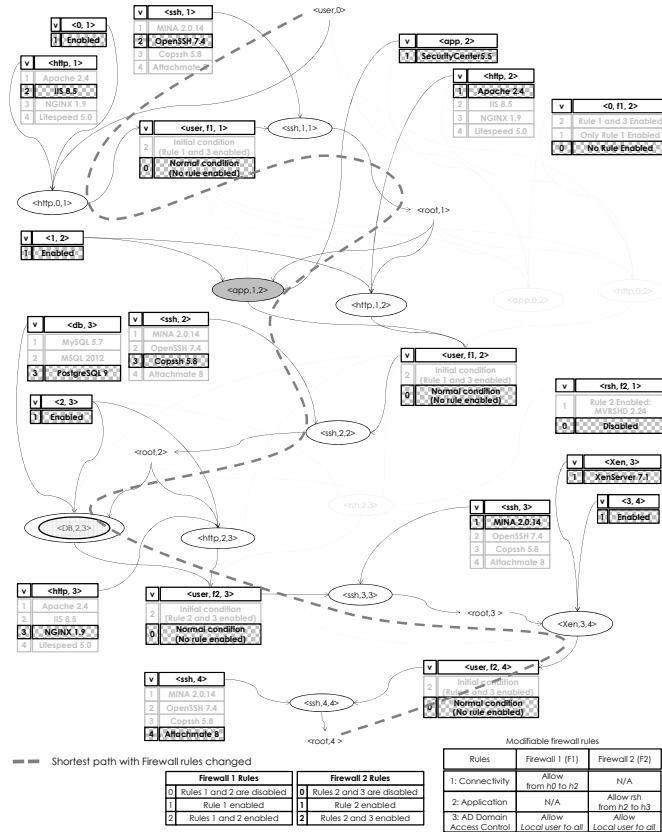 <user,0>
v <0, 1>
1 Enabled
v <ssh, 1>
1 MINA 2.0.14
2 OpenSSH 7.4
3 Copssh 5.8
4 Attachmate 8
v <http, 1>
1 Apache 2.4
2 IIS 8.5
3 NGINX 1.9
4 Litespeed 5.0
v <app, 2>
1 SecurityCenter5.5
v <http, 2>
1 Apache 2.4
2 IIS 8.5
3 NGINX 1.9
4 Litespeed 5.0
v <0, f1, 2>
2 Rule 1 and 3 Enabled
1 Only Rule 1 Enabled
0 No Rule Enabled
v <user, f1, 1>
2 Initial condition
(Rule 1 and 3 enabled)
0 Normal condition
(No rule enabled)
<ssh,1,1>
<http,0,1>
<root,1>
v <1, 2>
1 Enabled
<app,1,2>
<http,1,2>
<app,0,2>
<http,0,2>
v <db, 3>
1 MySQL 5.7
2 MSQL 2012
3 PostgreSQL 9
v <ssh, 2>
1 MINA 2.0.14
2 OpenSSH 7.4
3 Copssh 5.8
4 Attachmate 8
v <user, f1, 2>
2 Initial condition
(Rule 1 and 3 enabled)
0 Normal condition
(No rule enabled)
v <rsh, f2, 1>
1 Rule 2 Enabled:
MVRSHD 2.24
0 Disabled
v <2, 3>
1 Enabled
<ssh,2,2>
<root,2>
v <Xen, 3>
1 XenServer 7.1
v <3, 4>
1 Enabled
<rsh,2,3>
v <ssh, 3>
1 MINA 2.0.14
2 OpenSSH 7.4
3 Copssh 5.8
4 Attachmate 8
<DB,2,3>
<http,2,3>
v <http, 3>
1 Apache 2.4
2 IIS 8.5
3 NGINX 1.9
4 Litespeed 5.0
v <user, f2, 3>
2 Initial condition
(Rule 2 and 3 enabled)
0 Normal condition
(No rule enabled)
<ssh,3,3>
<root,3 >
<Xen,3,4>
v <ssh, 4>
1 MINA 2.0.14
2 OpenSSH 7.4
3 Copssh 5.8
4 Attachmate 8
v <user, f2, 4>
2 Initial condition
(Rule 2 and 3 enabled)
0 Normal condition
(No rule enabled)
<ssh,4,4>
<root,4 >
Shortest path with Firewall rules changed
Firewall 1 Rules
0 Rules 1 and 2 are disabled
1 Rule 1 enabled
2 Rules 1 and 2 enabled
Firewall 2 Rules
0 Rules 2 and 3 are disabled
1 Rule 2 enabled
2 Rules 2 and 3 enabled
Modifiable firewall rules
Rules Firewall 1 (F1) Firewall 2 (F2)
1: Connectivity Allow from h0 to h2 N/A
2: Application N/A Allow rsh from h2 to h3
3: AD Domain Access Control Allow Local user to all Allow Local user to all